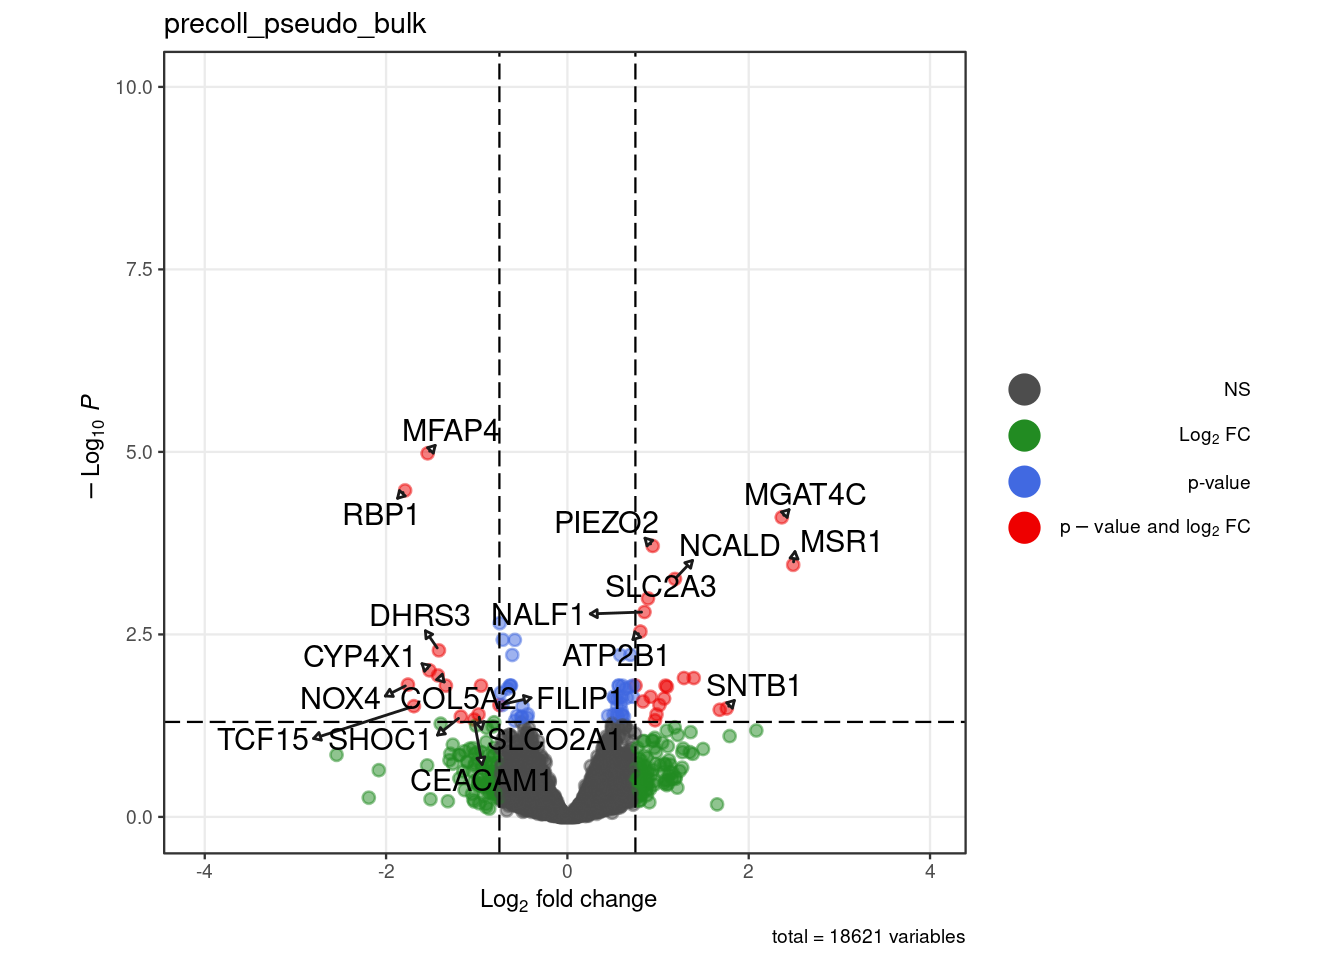 precoll_pseudo_bulk
10.0
7.5
5.0
2.5
0.0
− Log₁₀ P
MFAP4
RBP1
MGAT4C
PIEZO2
NCALD
MSR1
SLC2A3
NALF1
DHRS3
CYP4X1
ATP2B1
NOX4
COL5A2
FILIP1
SNTB1
TCF15
SHOC1
SLCO2A1
CEACAM1
-4
-2
0
2
4
Log₂ fold change
NS
Log₂ FC
p-value
p − value and log₂ FC
total = 18621 variables